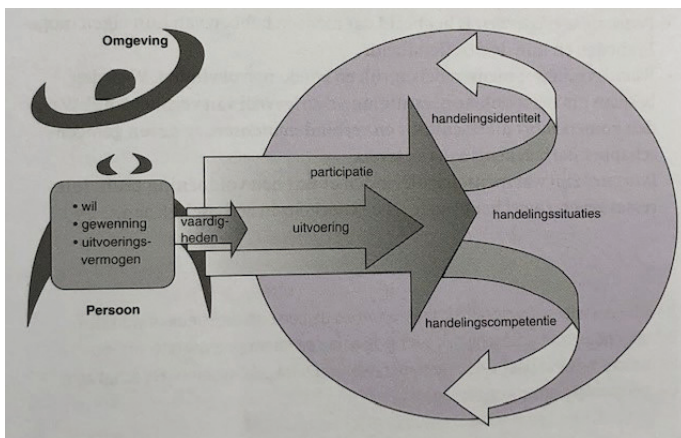 Omgeving
handelingsidentiteit
participatie
• wil
• gewenning
• uitvoerings-
vermogen
vaardig-
heden
uitvoering
handelingssituaties
Persoon
handelingscompetentie